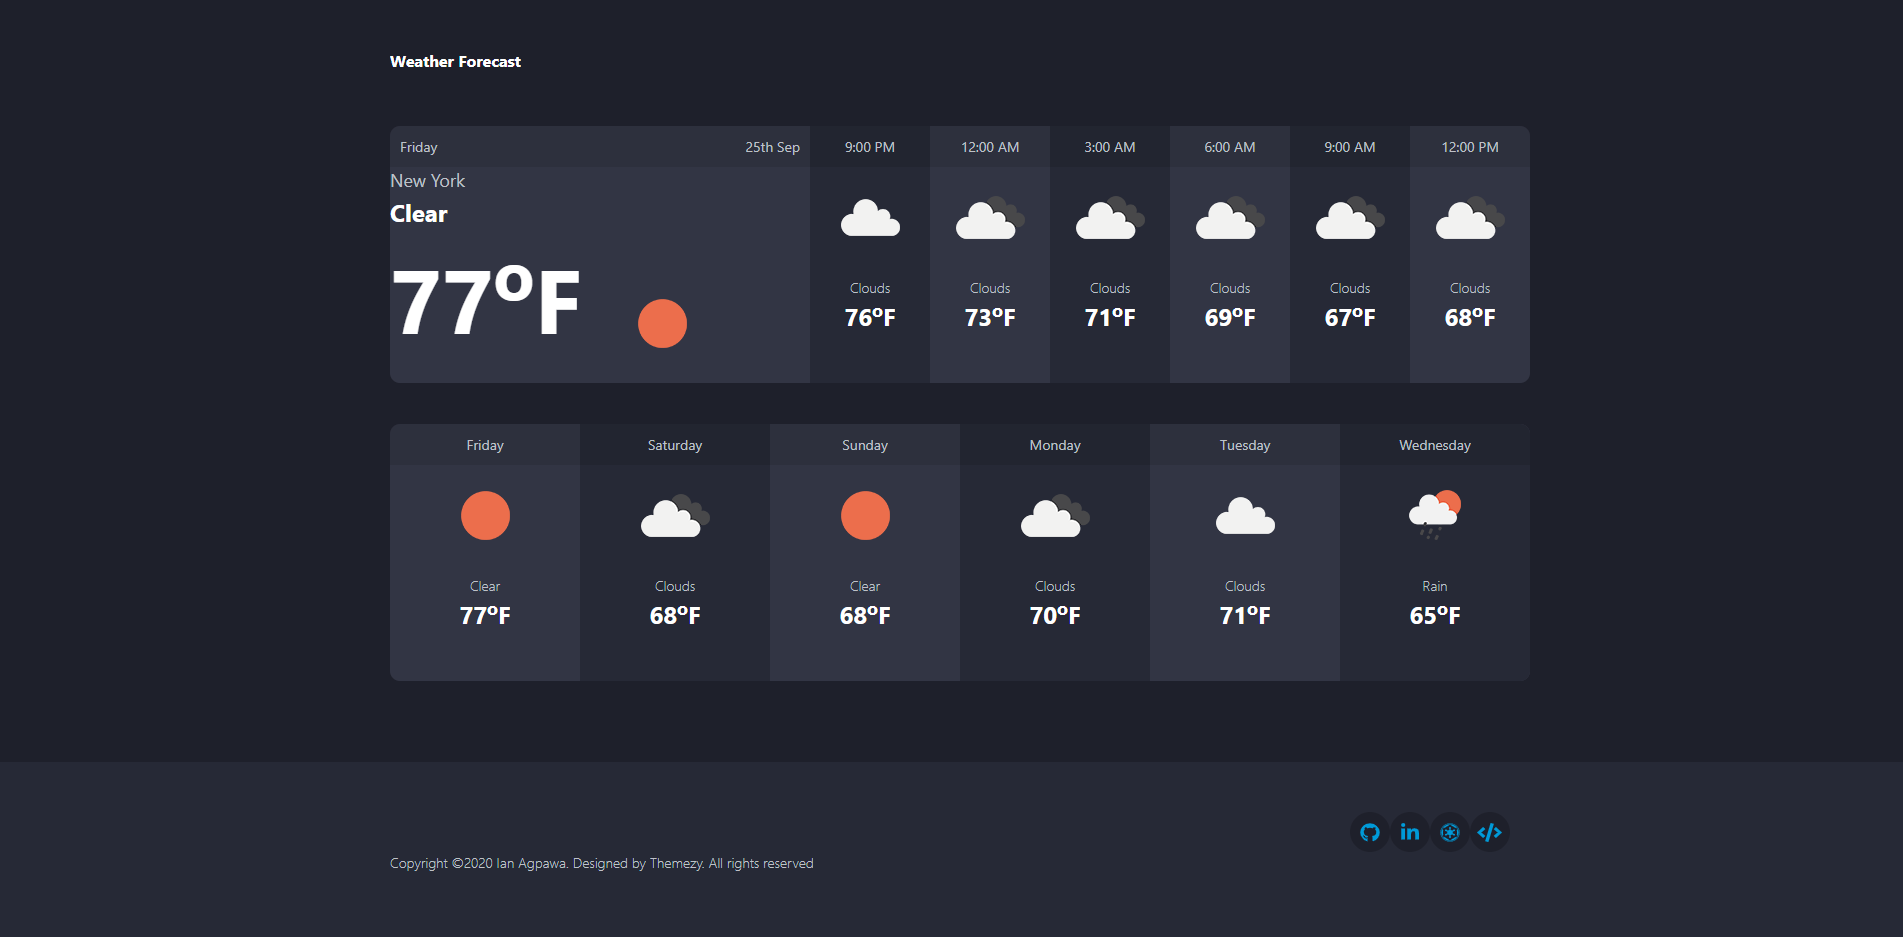 Weather Forecast
Friday 25th Sep
New York
Clear
77°F
9:00 PM
Clouds
76°F
12:00 AM
Clouds
73°F
3:00 AM
Clouds
71°F
6:00 AM
Clouds
69°F
9:00 AM
Clouds
67°F
12:00 PM
Clouds
68°F
Friday
Clear
77°F
Saturday
Clouds
68°F
Sunday
Clear
68°F
Monday
Clouds
70°F
Tuesday
Clouds
71°F
Wednesday
Rain
65°F
in
</>
Copyright ©2020 Ian Agpawa. Designed by Themezy. All rights reserved